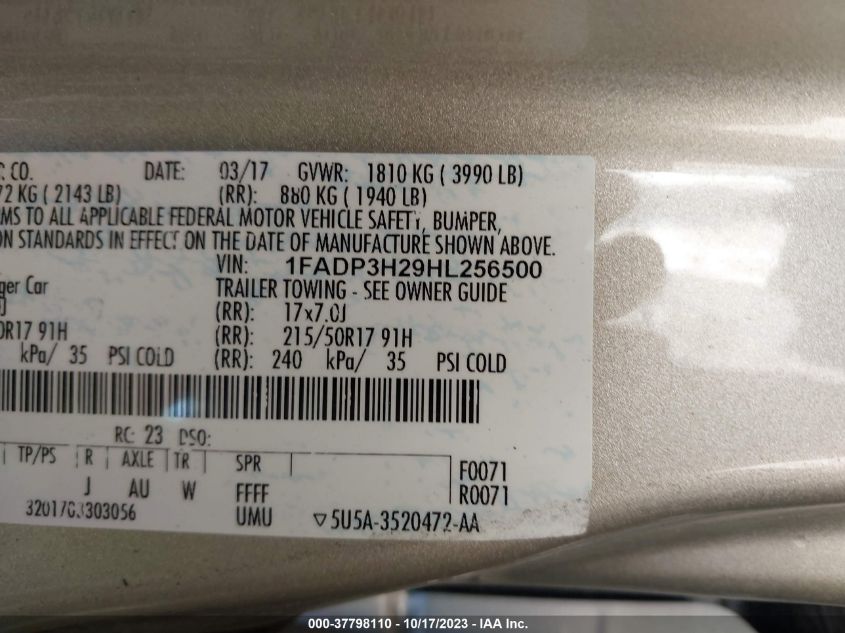 CO. DATE: 03/17 GVWR: 1810 KG ( 3990 LB)
72 KG ( 2143 LB) (RR): 880 KG ( 1940 LB)
MS TO ALL APPLICABLE FEDERAL MOTOR VEHICLE SAFETY, BUMPER,
ON STANDARDS IN EFFECT ON THE DATE OF MANUFACTURE SHOWN ABOVE.
VIN: 1FADP3H29HL256500
ger Car TRAILER TOWING - SEE OWNER GUIDE
(RR): 17x7.0J
0R17 91H (RR): 215/50R17 91H
kPa/ 35 PSI COLD (RR): 240 kPa/ 35 PSI COLD
RC: 23 DSO:
TP/PS R AXLE TR SPR F0071
J AU W FFFF R0071
UMU ▽5U5A-3520472-AA
000-37798110 - 10/17/2023 - IAA Inc.